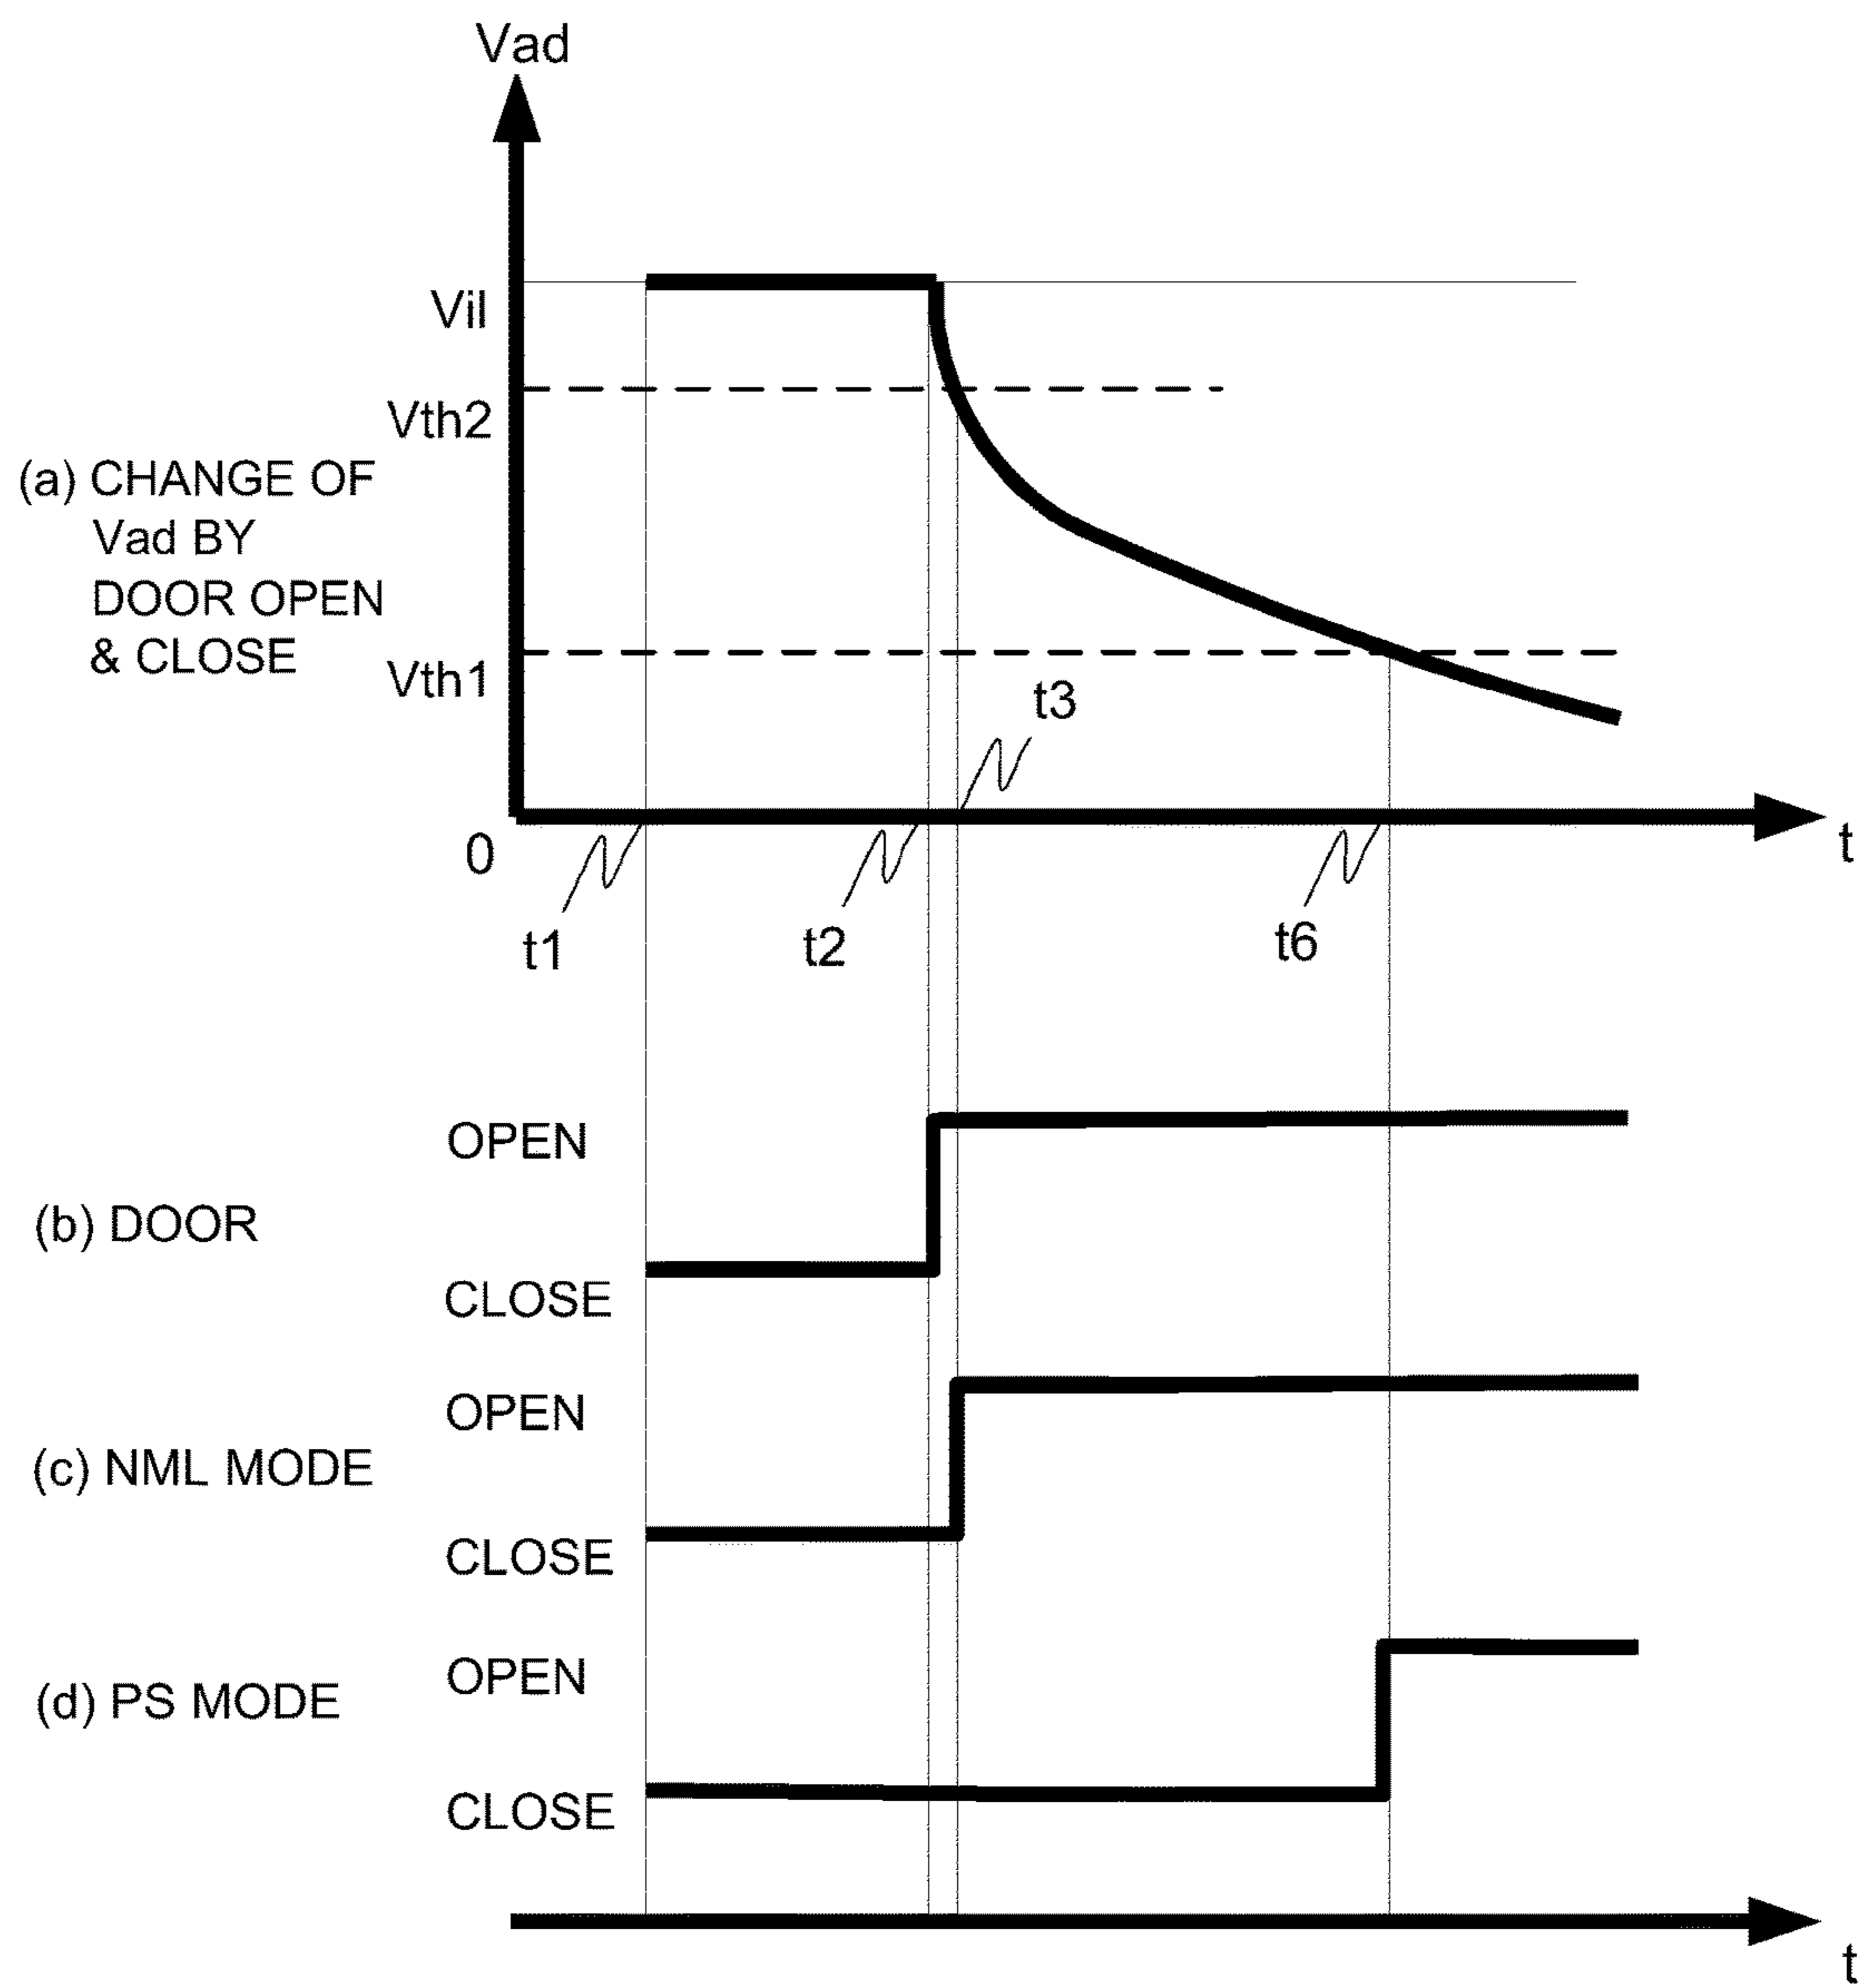 Vad
Vil
Vth2
(a) CHANGE OF
Vad BY
DOOR OPEN
& CLOSE
Vth1
t3
0
t
t1
t2
t6
OPEN
(b) DOOR
CLOSE
OPEN
(c) NML MODE
CLOSE
OPEN
(d) PS MODE
CLOSE
t